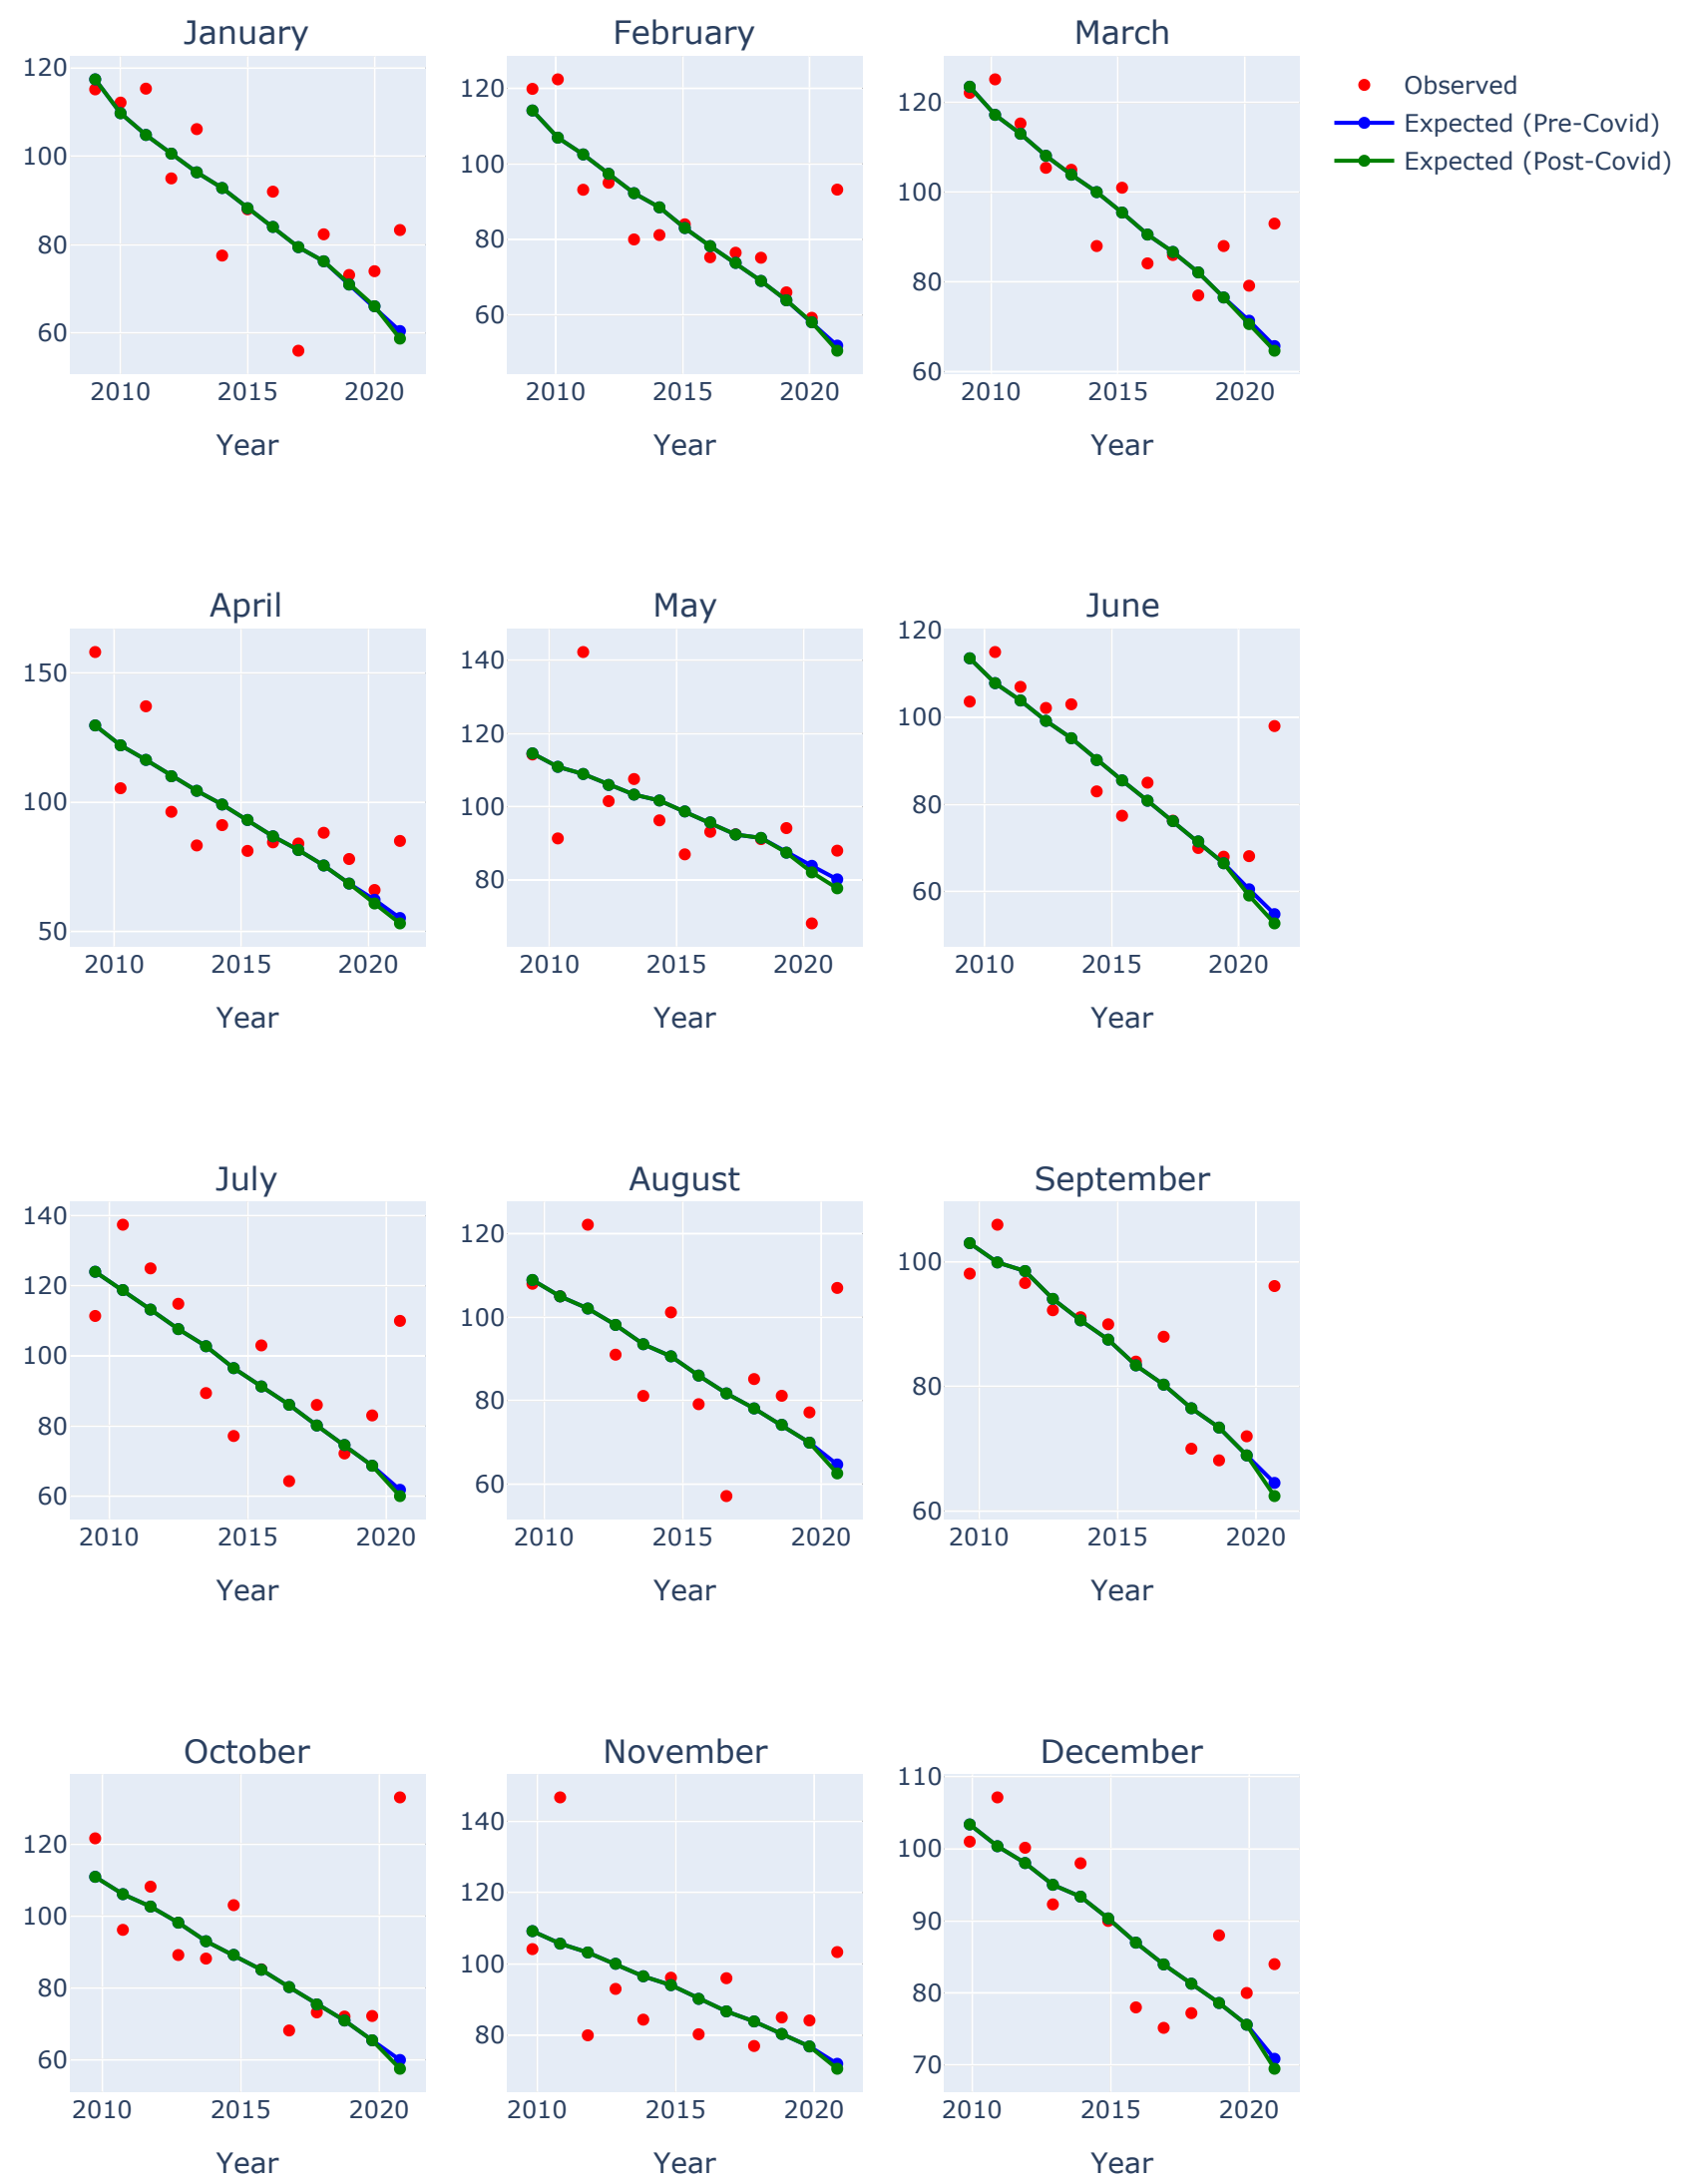 January February March
Observed
Expected (Pre-Covid)
Expected (Post-Covid)
120
100
80
60
2010 2015 2020
Year
120
100
80
60
2010 2015 2020
Year
120
100
80
60
2010 2015 2020
Year
April May June
150
100
50
2010 2015 2020
Year
140
120
100
80
2010 2015 2020
Year
120
100
80
60
2010 2015 2020
Year
July August September
140
120
100
80
60
2010 2015 2020
Year
120
100
80
60
2010 2015 2020
Year
100
80
60
2010 2015 2020
Year
October November December
120
100
80
60
2010 2015 2020
Year
140
120
100
80
2010 2015 2020
Year
110
100
90
80
70
2010 2015 2020
Year